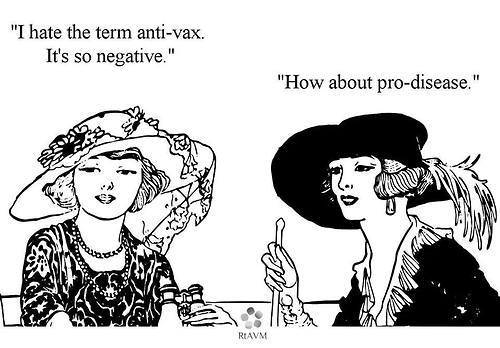 "I hate the term anti-vax.
It's so negative."
"How about pro-disease."
RtAVM